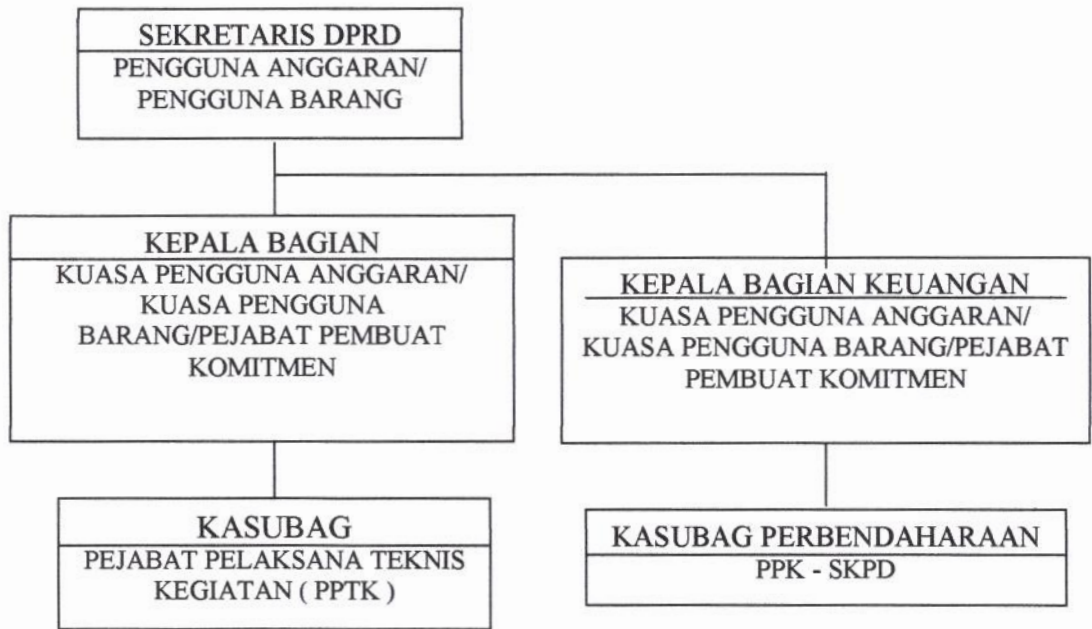 SEKRETARIS DPRD
PENGGUNA ANGGARAN/
PENGGUNA BARANG
KEPALA BAGIAN
KUASA PENGGUNA ANGGARAN/
KUASA PENGGUNA
BARANG/PEJABAT PEMBUAT
KOMITMEN
KEPALA BAGIAN KEUANGAN
KUASA PENGGUNA ANGGARAN/
KUASA PENGGUNA BARANG/PEJABAT
PEMBUAT KOMITMEN
KASUBAG
PEJABAT PELAKSANA TEKNIS
KEGIATAN ( PPTK )
KASUBAG PERBENDAHARAAN
PPK - SKPD